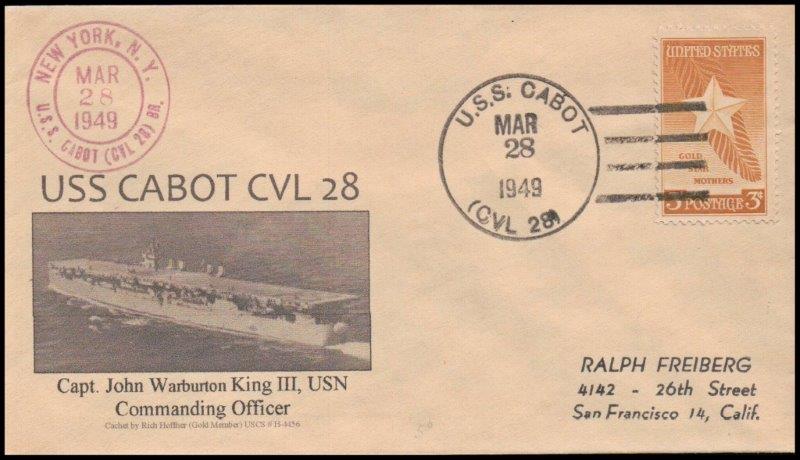 NEW YORK, N.Y.
MAR
28
1949
U.S.S. CABOT (CVL 28) BR.
USS CABOT CVL 28
Capt. John Warburton King III, USN
Commanding Officer
Cachet by Rich Hoffner (Gold Member) USCS # H-4456
U.S.S. CABOT
MAR
28
1949
(CVL 28)
UNITED STATES
GOLD
STAR
MOTHERS
3¢ POSTAGE 3¢
RALPH FREIBERG
4142 - 26th Street
San Francisco 14, Calif.